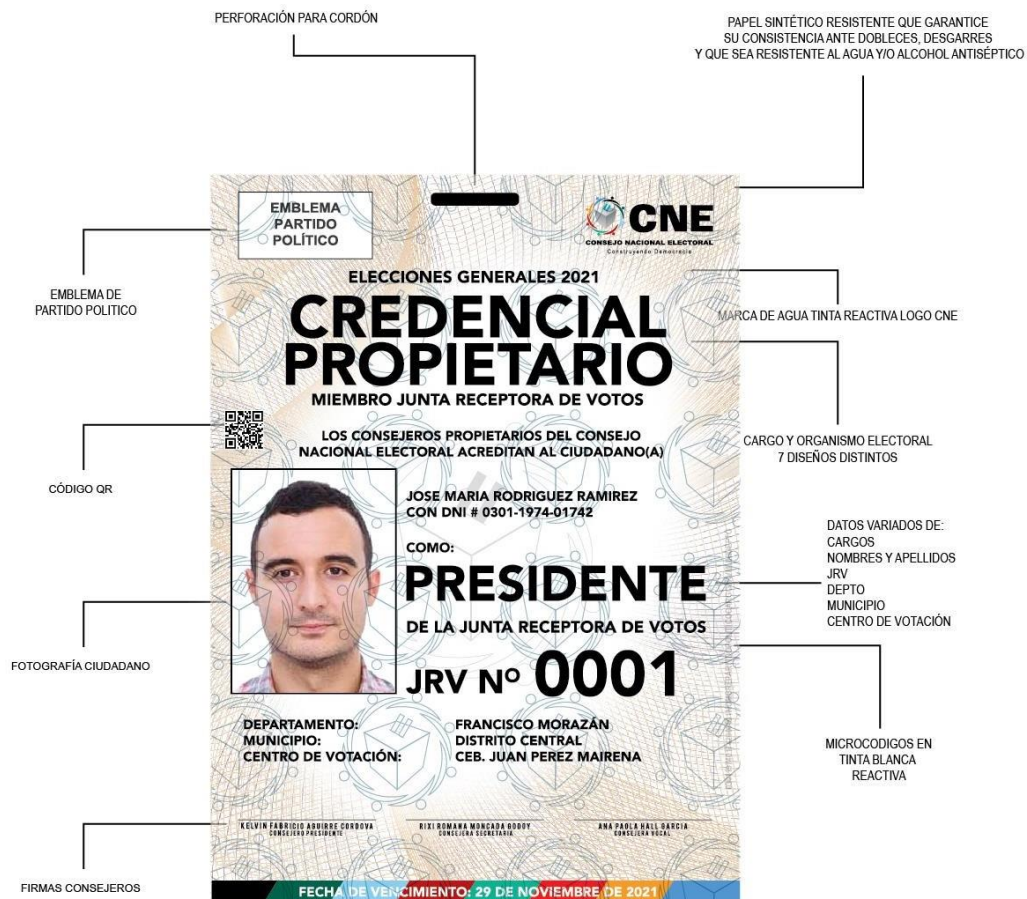 PERFORACIÓN PARA CORDÓN
PAPEL SINTÉTICO RESISTENTE QUE GARANTICE
SU CONSISTENCIA ANTE DOBLECES, DESGARRES
Y QUE SEA RESISTENTE AL AGUA Y/O ALCOHOL ANTISÉPTICO
EMBLEMA
PARTIDO
POLÍTICO
CNE
CONSEJO NACIONAL ELECTORAL
Construyendo Democracia
EMBLEMA DE
PARTIDO POLITICO
ELECCIONES GENERALES 2021
CREDENCIAL
PROPIETARIO
MIEMBRO JUNTA RECEPTORA DE VOTOS
MARCA DE AGUA TINTA REACTIVA LOGO CNE
LOS CONSEJEROS PROPIETARIOS DEL CONSEJO
NACIONAL ELECTORAL ACREDITAN AL CIUDADANO(A)
CARGO Y ORGANISMO ELECTORAL
7 DISEÑOS DISTINTOS
CÓDIGO QR
JOSE MARIA RODRIGUEZ RAMIREZ
CON DNI # 0301-1974-01742
COMO:
PRESIDENTE
DE LA JUNTA RECEPTORA DE VOTOS
JRV Nº 0001
DATOS VARIADOS DE:
CARGOS
NOMBRES Y APELLIDOS
JRV
DEPTO
MUNICIPIO
CENTRO DE VOTACIÓN
FOTOGRAFÍA CIUDADANO
DEPARTAMENTO: FRANCISCO MORAZÁN
MUNICIPIO: DISTRITO CENTRAL
CENTRO DE VOTACIÓN: CEB. JUAN PEREZ MAIRENA
MICROCODIGOS EN
TINTA BLANCA
REACTIVA
KELVIN FABRICIO AGUIRRE CORDOVA
CONSEJERO PRESIDENTE
RIXI ROMANA MONCADA GODOY
CONSEJERA SECRETARIA
ANA PAOLA HALL GARCIA
CONSEJERA VOCAL
FIRMAS CONSEJEROS
FECHA DE VENCIMIENTO: 29 DE NOVIEMBRE DE 2021